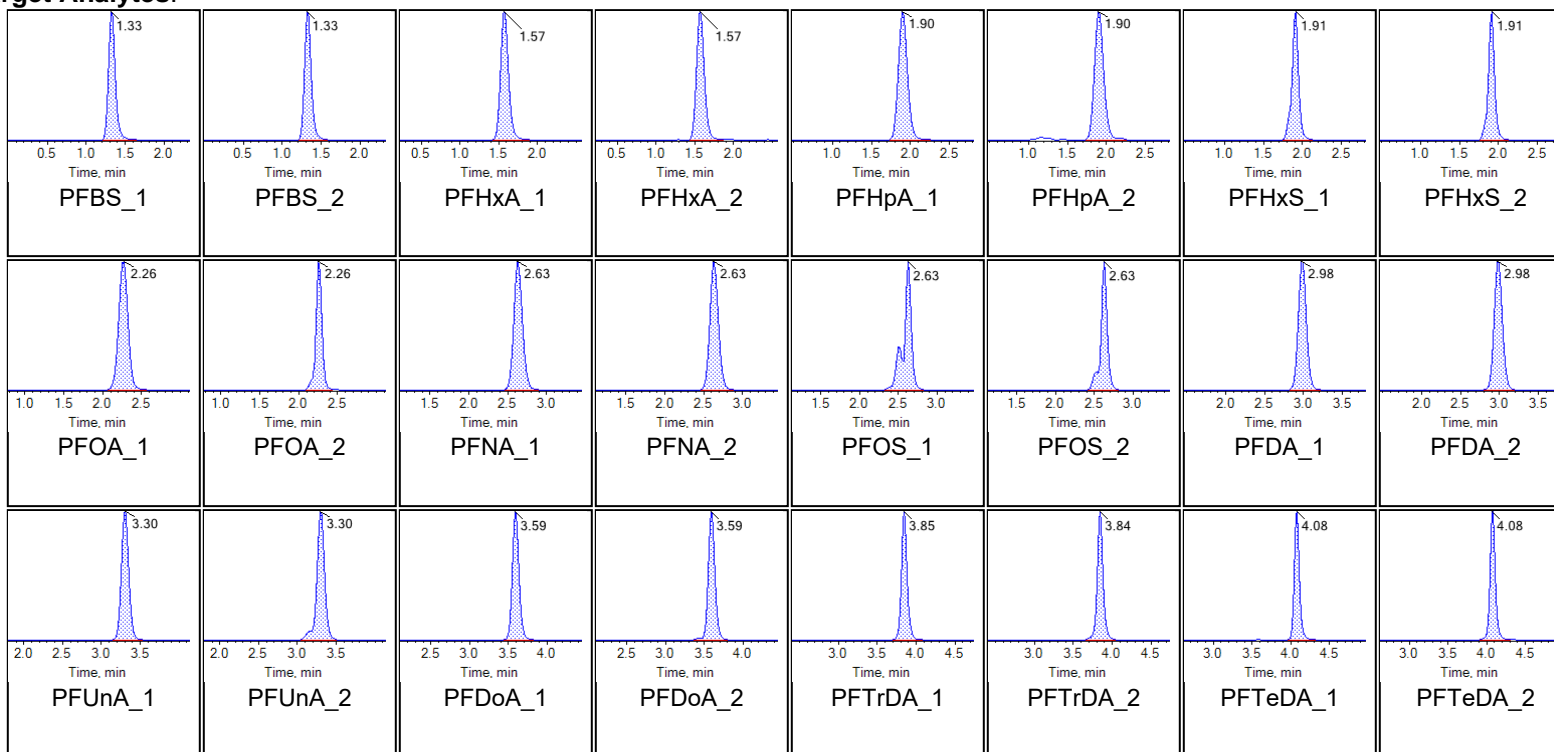 rget Analytes:
1.33 1.33 1.57 1.57 1.90 1.90 1.91 1.91
0.5 1.0 1.5 2.0 0.5 1.0 1.5 2.0 0.5 1.0 1.5 2.0 0.5 1.0 1.5 2.0 1.0 1.5 2.0 2.5 1.0 1.5 2.0 2.5 1.0 1.5 2.0 2.5 1.0 1.5 2.0 2.5
Time, min Time, min Time, min Time, min Time, min Time, min Time, min Time, min
PFBS_1 PFBS_2 PFHxA_1 PFHxA_2 PFHpA_1 PFHpA_2 PFHxS_1 PFHxS_2
2.26 2.26 2.63 2.63 2.63 2.63 2.98 2.98
1.0 1.5 2.0 2.5 1.0 1.5 2.0 2.5 1.5 2.0 2.5 3.0 1.5 2.0 2.5 3.0 1.5 2.0 2.5 3.0 1.5 2.0 2.5 3.0 2.0 2.5 3.0 3.5 2.0 2.5 3.0 3.5
Time, min Time, min Time, min Time, min Time, min Time, min Time, min Time, min
PFOA_1 PFOA_2 PFNA_1 PFNA_2 PFOS_1 PFOS_2 PFDA_1 PFDA_2
3.30 3.30 3.59 3.59 3.85 3.84 4.08 4.08
2.0 2.5 3.0 3.5 2.0 2.5 3.0 3.5 2.5 3.0 3.5 4.0 2.5 3.0 3.5 4.0 3.0 3.5 4.0 4.5 3.0 3.5 4.0 4.5 3.0 3.5 4.0 4.5 3.0 3.5 4.0 4.5
Time, min Time, min Time, min Time, min Time, min Time, min Time, min Time, min
PFUnA_1 PFUnA_2 PFDoA_1 PFDoA_2 PFTrDA_1 PFTrDA_2 PFTeDA_1 PFTeDA_2